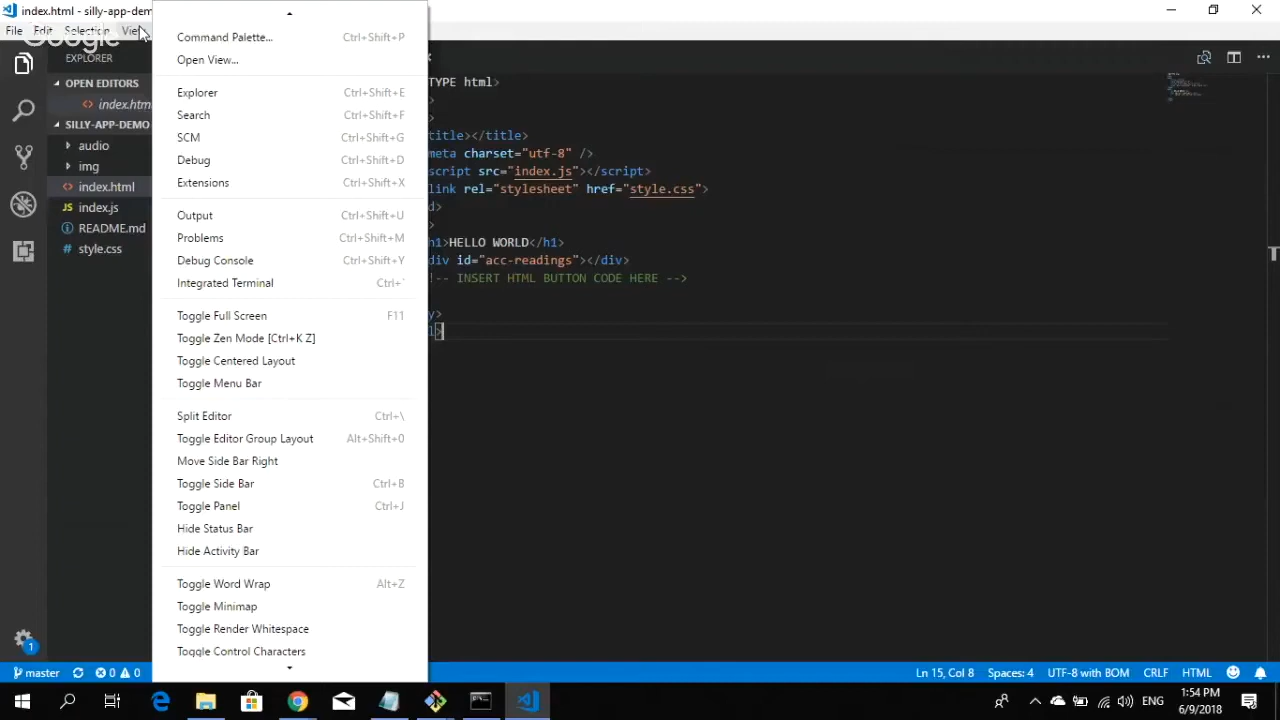 index.html - silly-app-dem
File Edit Selection View
Google
Command Palette... Ctrl+Shift+P
Open View...
Explorer Ctrl+Shift+E
Search Ctrl+Shift+F
SCM Ctrl+Shift+G
Debug Ctrl+Shift+D
Extensions Ctrl+Shift+X
Output Ctrl+Shift+U
Problems Ctrl+Shift+M
Debug Console Ctrl+Shift+Y
Integrated Terminal Ctrl+`
Toggle Full Screen F11
Toggle Zen Mode [Ctrl+K Z]
Toggle Centered Layout
Toggle Menu Bar
Split Editor Ctrl+\
Toggle Editor Group Layout Alt+Shift+0
Move Side Bar Right
Toggle Side Bar Ctrl+B
Toggle Panel Ctrl+J
Hide Status Bar
Hide Activity Bar
Toggle Word Wrap Alt+Z
Toggle Minimap
Toggle Render Whitespace
Toggle Control Characters
EXPLORER
OPEN EDITORS
<> index.html
SILLY-APP-DEMO
audio
img
<> index.html
JS index.js
README.md
# style.css
1
TYPE html>
>
>
title></title>
meta charset="utf-8" />
script src="index.js"></script>
link rel="stylesheet" href="style.css">
d>
>
h1>HELLO WORLD</h1>
div id="acc-readings"></div>
!-- INSERT HTML BUTTON CODE HERE -->
y>
l>
master 0 0 Ln 15, Col 8 Spaces: 4 UTF-8 with BOM CRLF HTML
ENG 1:54 PM
6/9/2018